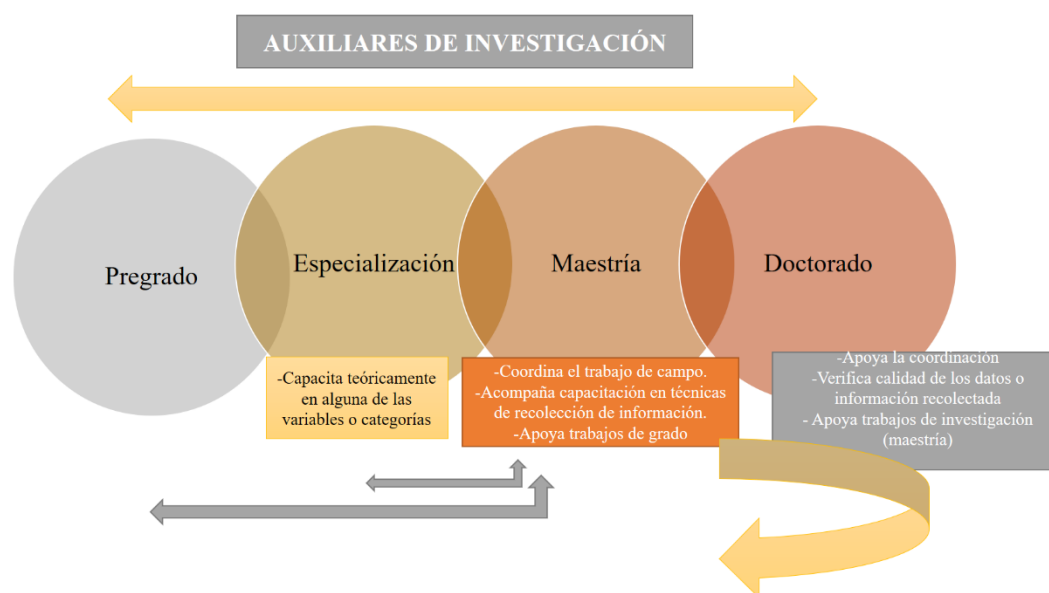 AUXILIARES DE INVESTIGACIÓN
Pregrado
Especialización
Maestría
Doctorado
-Capacita teóricamente
en alguna de las
variables o categorías
-Coordina el trabajo de campo.
-Acompaña capacitación en técnicas
de recolección de información.
-Apoya trabajos de grado
-Apoya la coordinación
-Verifica calidad de los datos o
información recolectada
- Apoya trabajos de investigación
(maestría)